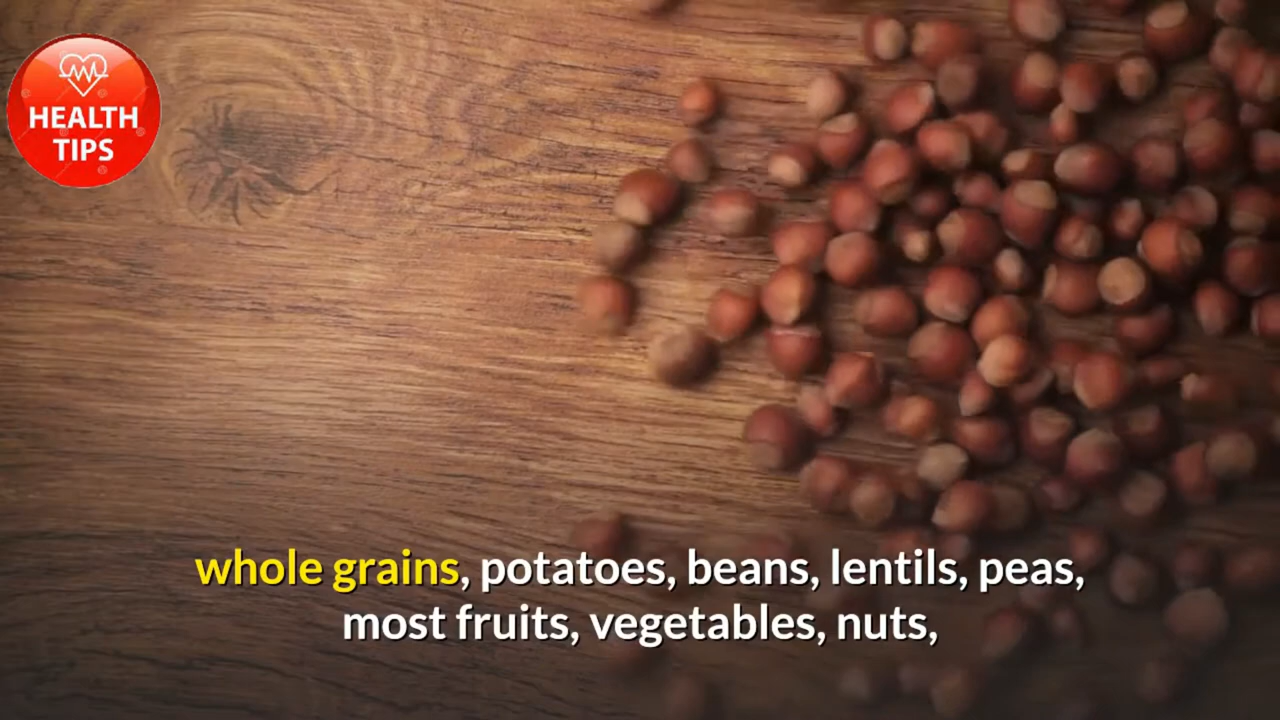 HEALTH
TIPS
whole grains, potatoes, beans, lentils, peas,
most fruits, vegetables, nuts,